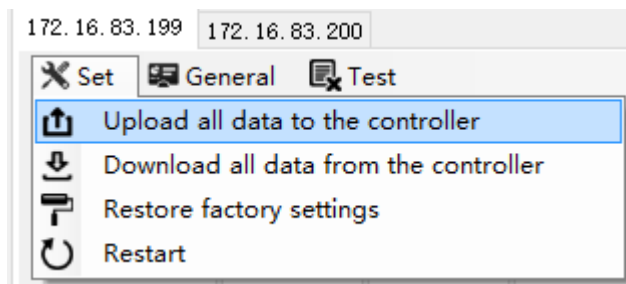 172.16.83.199 172.16.83.200
Set General Test
Upload all data to the controller
Download all data from the controller
Restore factory settings
Restart